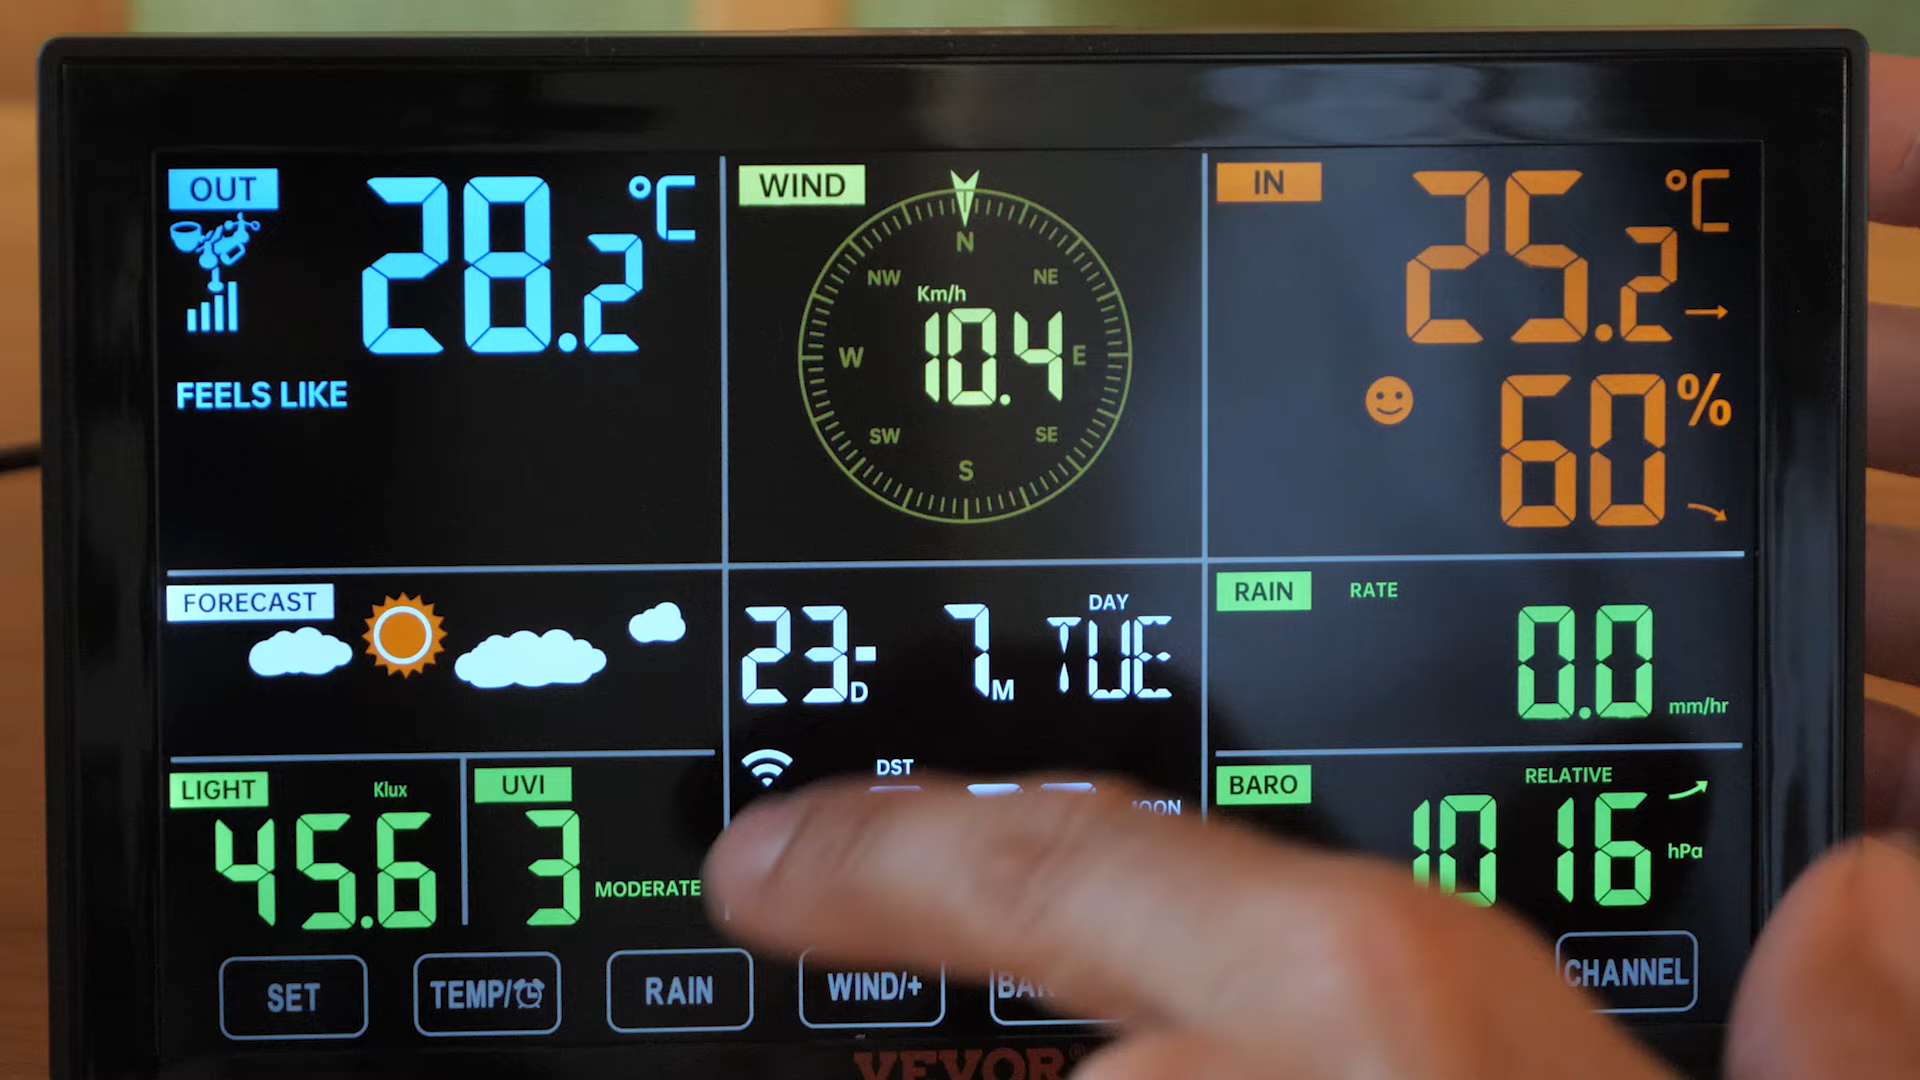 OUT
28.2 °C
FEELS LIKE
WIND
N
NW
NE
Km/h
10.4
W
E
SW
SE
S
IN
25.2 °C
60 %
FORECAST
DAY
23-D 7M TUE
RAIN RATE
0.0 mm/hr
LIGHT
Klux
45.6
UVI
3
MODERATE
DST
BARO
RELATIVE
1016 hPa
SET
TEMP/
RAIN
WIND/+
CHANNEL
VEVOR®